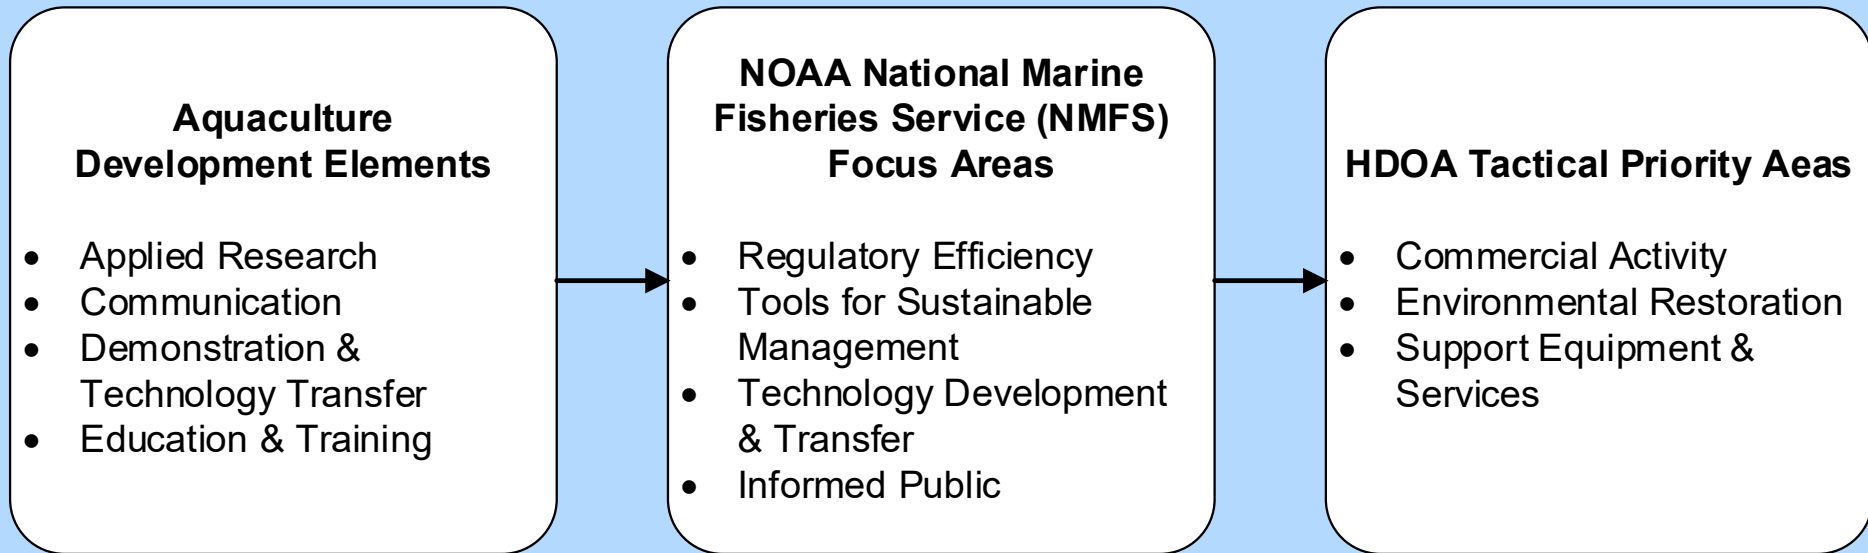 Aquaculture
Development Elements
• Applied Research
• Communication
• Demonstration &
Technology Transfer
• Education & Training
NOAA National Marine
Fisheries Service (NMFS)
Focus Areas
• Regulatory Efficiency
• Tools for Sustainable
Management
• Technology Development
& Transfer
• Informed Public
HDOA Tactical Priority Aeas
• Commercial Activity
• Environmental Restoration
• Support Equipment &
Services